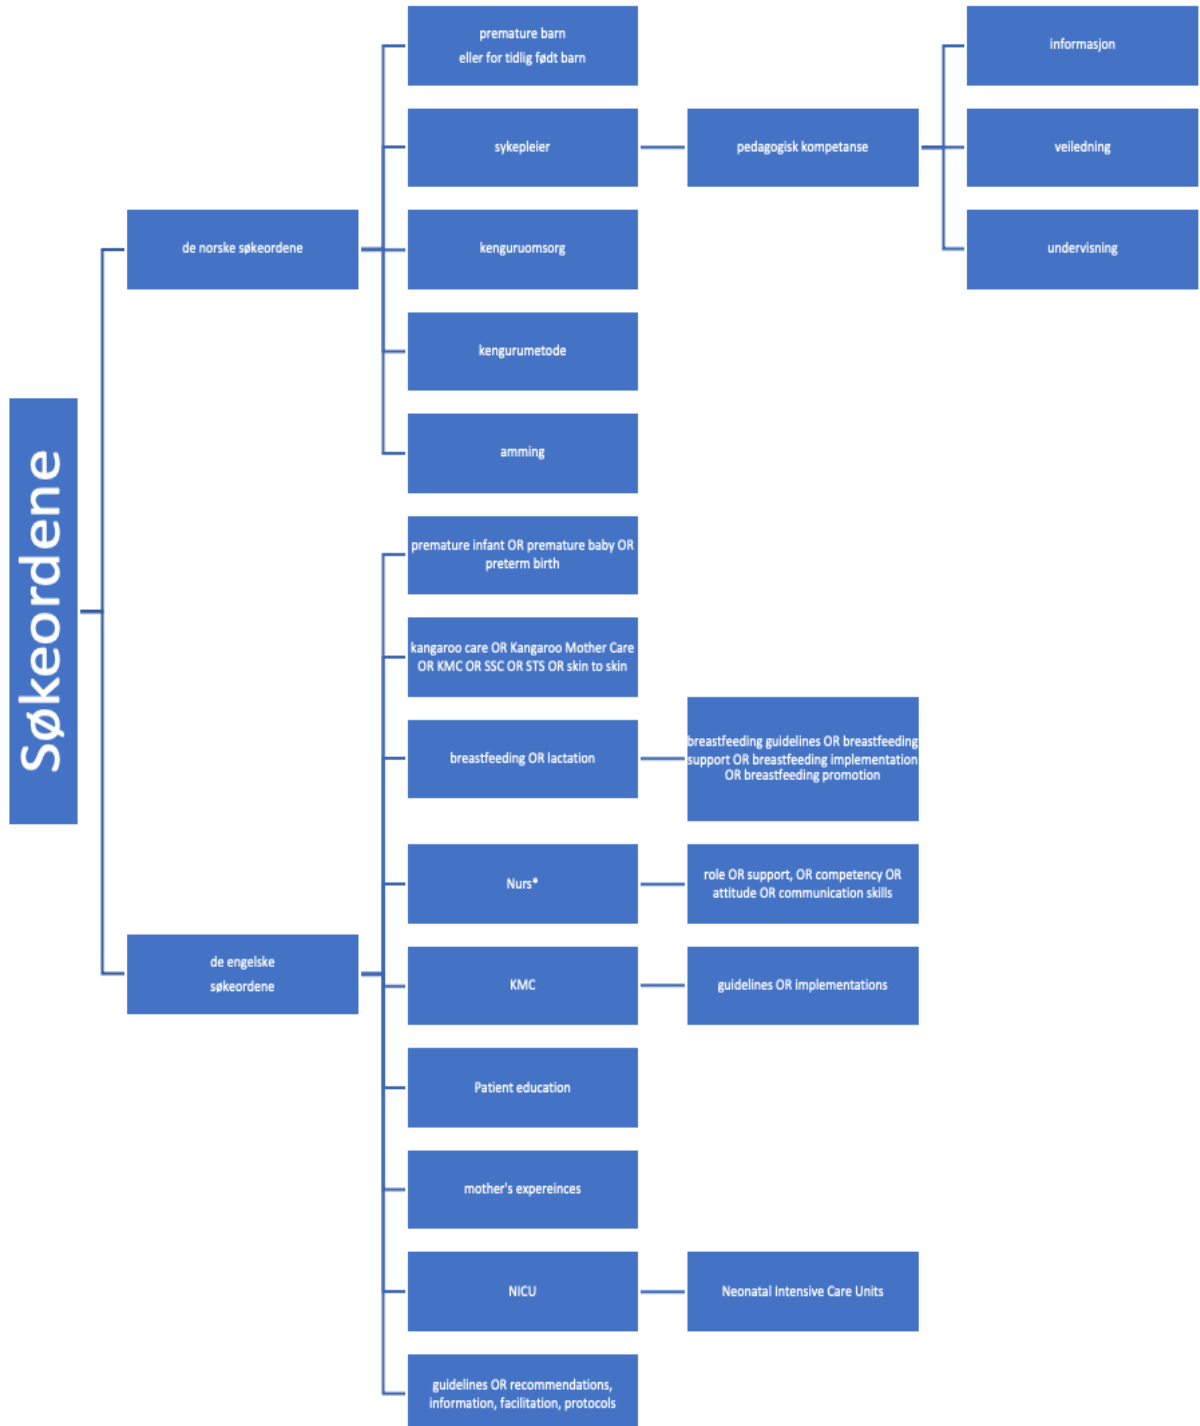 Søkeordene
de norske søkeordene
premature barn
eller for tidlig født barn
sykepleier
pedagogisk kompetanse
informasjon
veiledning
undervisning
kenguruomsorg
kengurumetode
amming
de engelske
søkeordene
premature infant OR premature baby OR
preterm birth
kangaroo care OR Kangaroo Mother Care
OR KMC OR SSC OR STS OR skin to skin
breastfeeding OR lactation
breastfeeding guidelines OR breastfeeding
support OR breastfeeding implementation
OR breastfeeding promotion
Nurs*
role OR support, OR competency OR
attitude OR communication skills
KMC
guidelines OR implementations
Patient education
mother's expereinces
NICU
Neonatal Intensive Care Units
guidelines OR recommendations,
information, facilitation, protocols